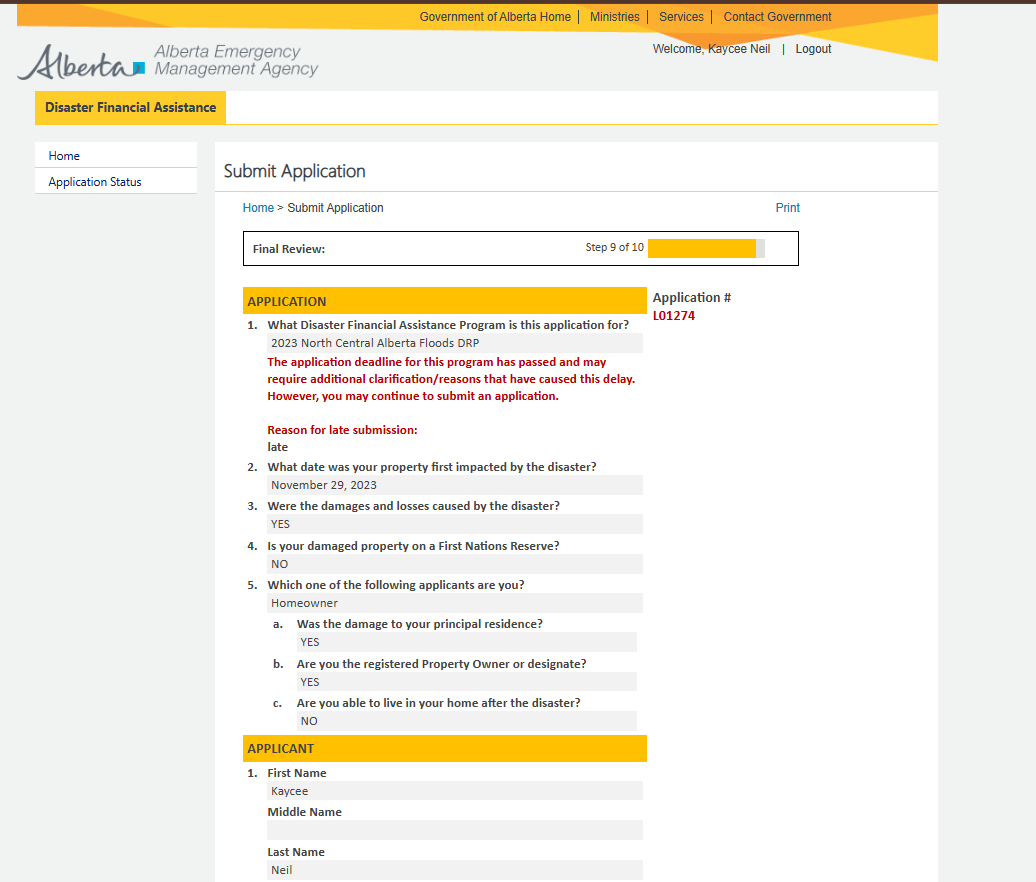 Government of Alberta Home | Ministries | Services | Contact Government
Alberta
Alberta Emergency
Management Agency
Welcome, Kaycee Neil | Logout
Disaster Financial Assistance
Home
Application Status
Submit Application
Home > Submit Application
Print
Final Review:
Step 9 of 10
APPLICATION
Application #
L01274
1. What Disaster Financial Assistance Program is this application for?
2023 North Central Alberta Floods DRP
The application deadline for this program has passed and may
require additional clarification/reasons that have caused this delay.
However, you may continue to submit an application.
Reason for late submission:
late
2. What date was your property first impacted by the disaster?
November 29, 2023
3. Were the damages and losses caused by the disaster?
YES
4. Is your damaged property on a First Nations Reserve?
NO
5. Which one of the following applicants are you?
Homeowner
a. Was the damage to your principal residence?
YES
b. Are you the registered Property Owner or designate?
YES
c. Are you able to live in your home after the disaster?
NO
APPLICANT
1. First Name
Kaycee
Middle Name
Last Name
Neil